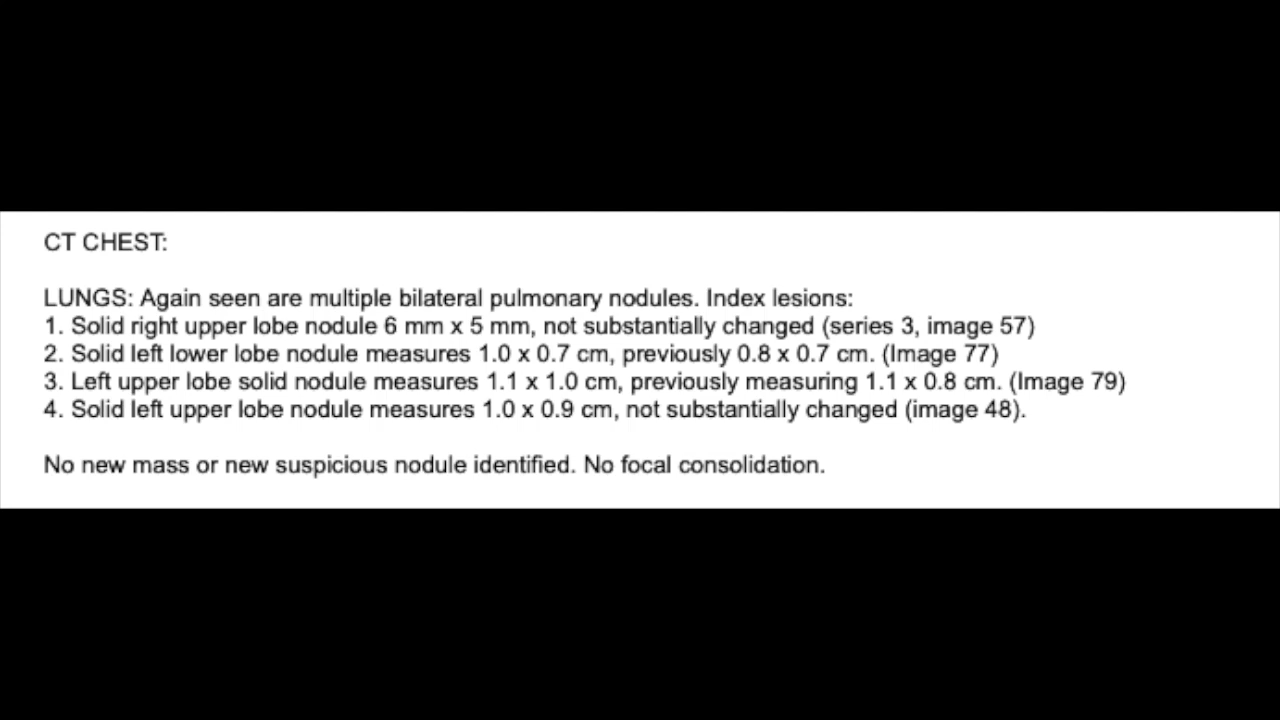 CT CHEST:
LUNGS: Again seen are multiple bilateral pulmonary nodules. Index lesions:
1. Solid right upper lobe nodule 6 mm x 5 mm, not substantially changed (series 3, image 57)
2. Solid left lower lobe nodule measures 1.0 x 0.7 cm, previously 0.8 x 0.7 cm. (Image 77)
3. Left upper lobe solid nodule measures 1.1 x 1.0 cm, previously measuring 1.1 x 0.8 cm. (Image 79)
4. Solid left upper lobe nodule measures 1.0 x 0.9 cm, not substantially changed (image 48).
No new mass or new suspicious nodule identified. No focal consolidation.